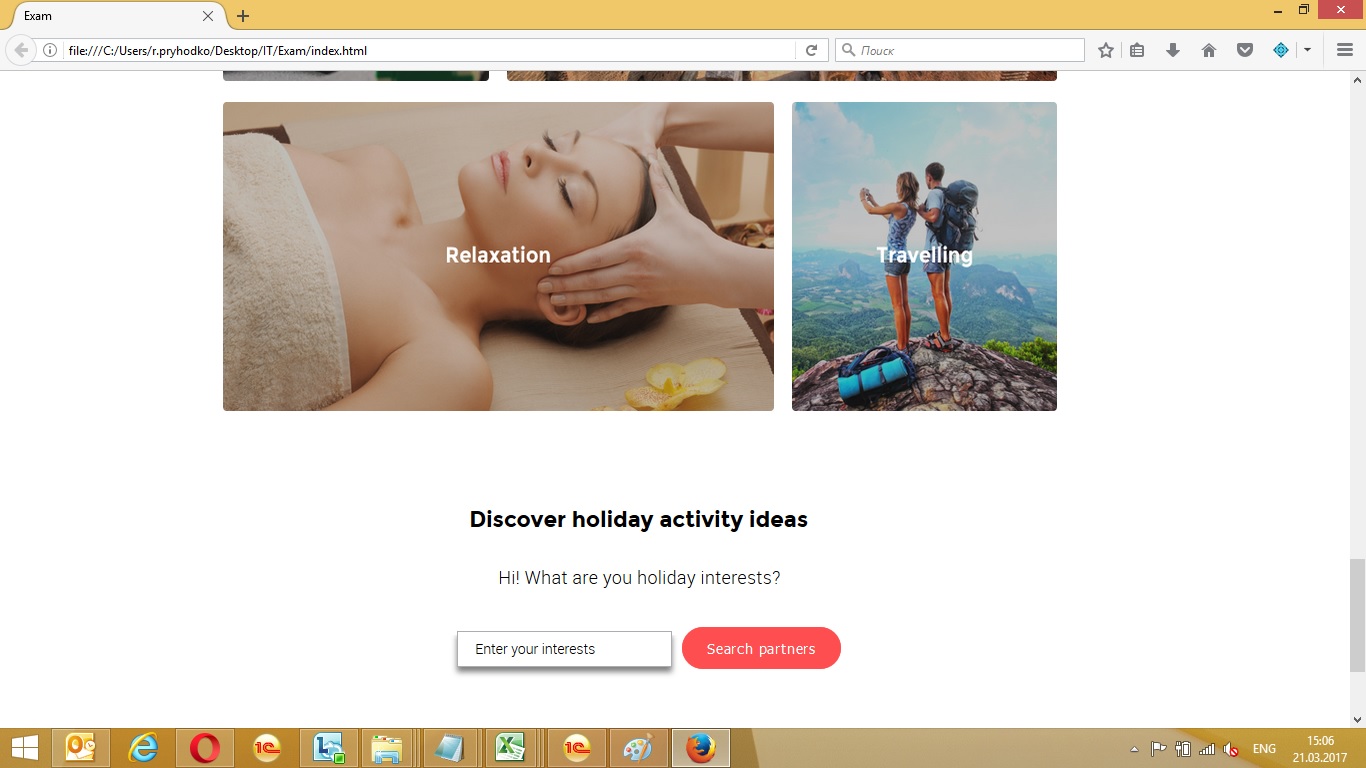 Exam
file:///C:/Users/r.pryhodko/Desktop/IT/Exam/index.html
Поиск
Relaxation
Travelling
Discover holiday activity ideas
Hi! What are you holiday interests?
Enter your interests
Search partners
ENG
15:06
21.03.2017